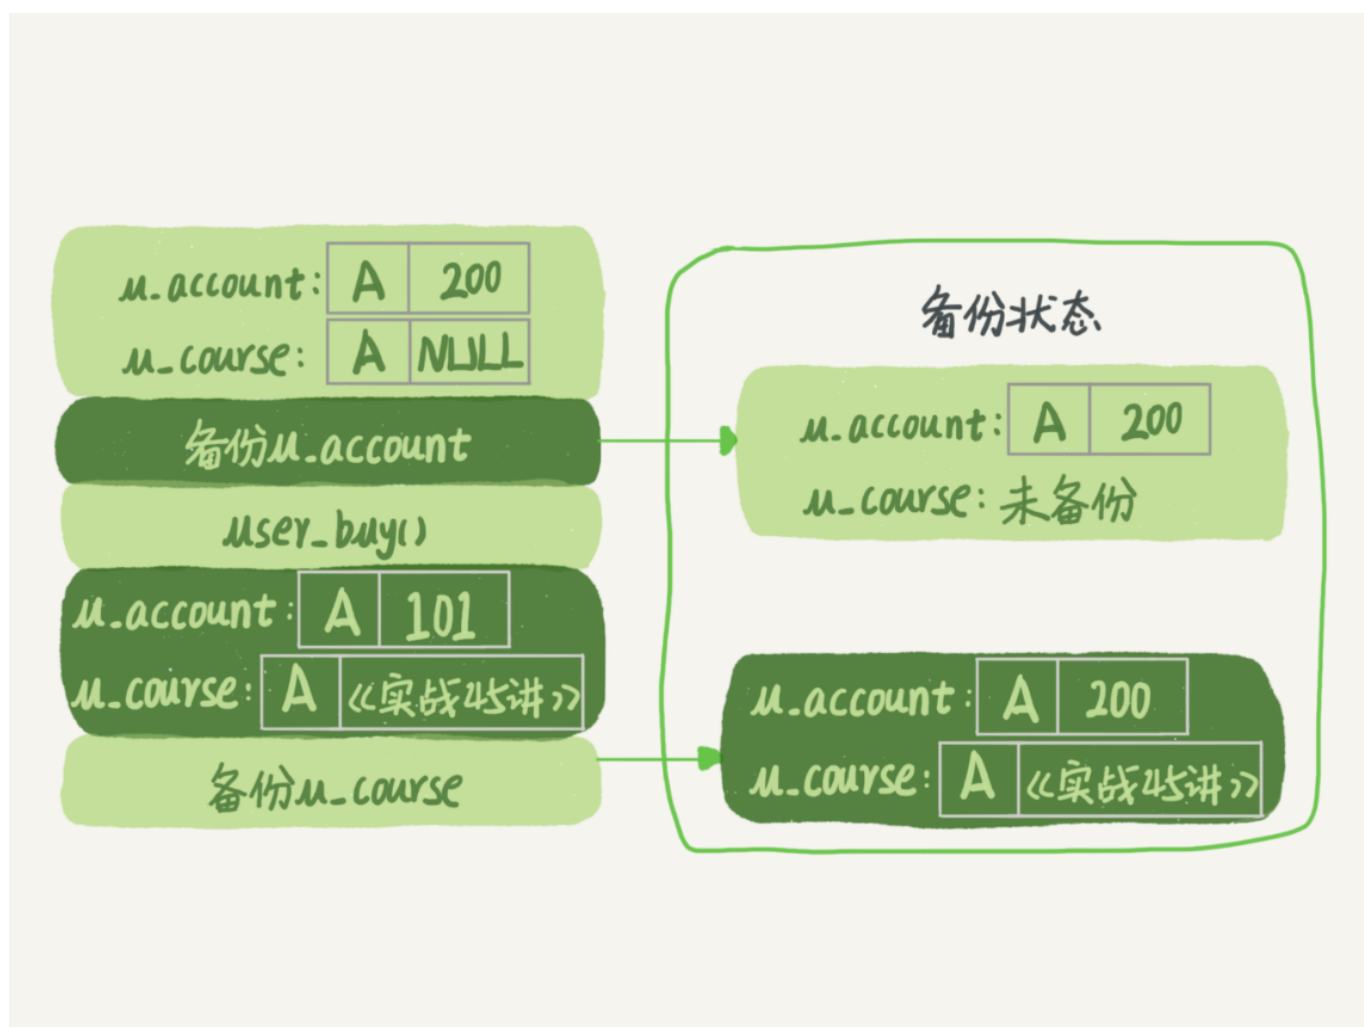 u_account: A 200
u_course: A NULL
备份u_account
user_buy()
u_account: A 101
u_course: A 《实战45讲》
备份u_course
备份状态
u_account: A 200
u_course: 未备份
u_account: A 200
u_course: A 《实战45讲》